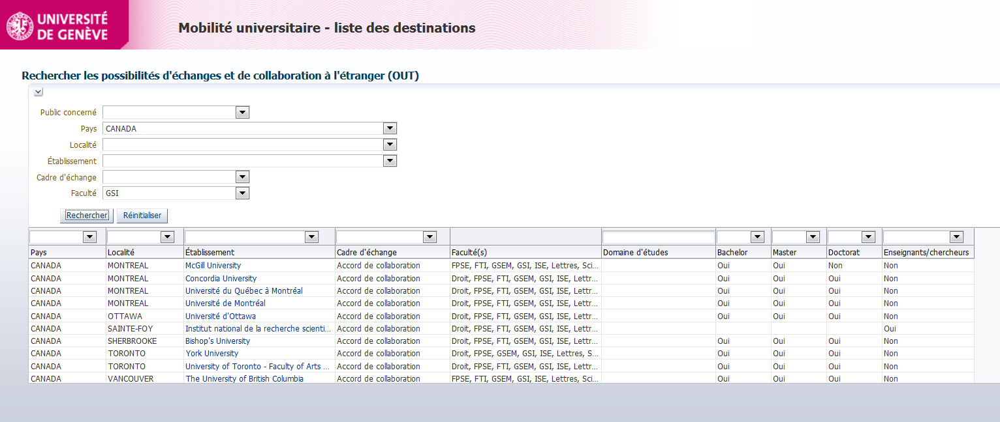 UNIVERSITÉ
DE GENÈVE
Mobilité universitaire - liste des destinations
Rechercher les possibilités d'échanges et de collaboration à l'étranger (OUT)
Public concerné
Pays CANADA
Localité
Établissement
Cadre d'échange
Faculté GSI
Rechercher Réinitialiser
Pays Localité Établissement Cadre d'échange Faculté(s) Domaine d'études Bachelor Master Doctorat Enseignants/chercheurs
CANADA MONTREAL McGill University Accord de collaboration FPSE, FTI, GSEM, GSI, ISE, Lettres, Sci... Oui Oui Non Non
CANADA MONTREAL Concordia University Accord de collaboration Droit, FPSE, FTI, GSEM, GSI, ISE, Lettr... Oui Oui Oui Non
CANADA MONTREAL Université du Québec à Montréal Accord de collaboration Droit, FPSE, FTI, GSEM, GSI, ISE, Lettr... Oui Oui Oui Non
CANADA MONTREAL Université de Montréal Accord de collaboration Droit, FPSE, FTI, GSEM, GSI, ISE, Lettr... Oui Oui Oui Non
CANADA OTTAWA Université d'Ottawa Accord de collaboration Droit, FPSE, FTI, GSEM, GSI, ISE, Lettr... Oui Oui Oui Non
CANADA SAINTE-FOY Institut national de la recherche scienti... Accord de collaboration Droit, FPSE, FTI, GSEM, GSI, ISE, Lettr... Oui
CANADA SHERBROOKE Bishop's University Accord de collaboration Droit, FPSE, FTI, GSEM, GSI, ISE, Lettr... Oui Oui Oui Non
CANADA TORONTO York University Accord de collaboration Droit, FPSE, GSEM, GSI, ISE, Lettres, S... Oui Oui Oui Non
CANADA TORONTO University of Toronto - Faculty of Arts ... Accord de collaboration Droit, FPSE, FTI, GSEM, GSI, ISE, Lettr... Oui Oui Oui Non
CANADA VANCOUVER The University of British Columbia Accord de collaboration FPSE, FTI, GSEM, GSI, ISE, Lettres, Sci... Oui Oui Oui Non